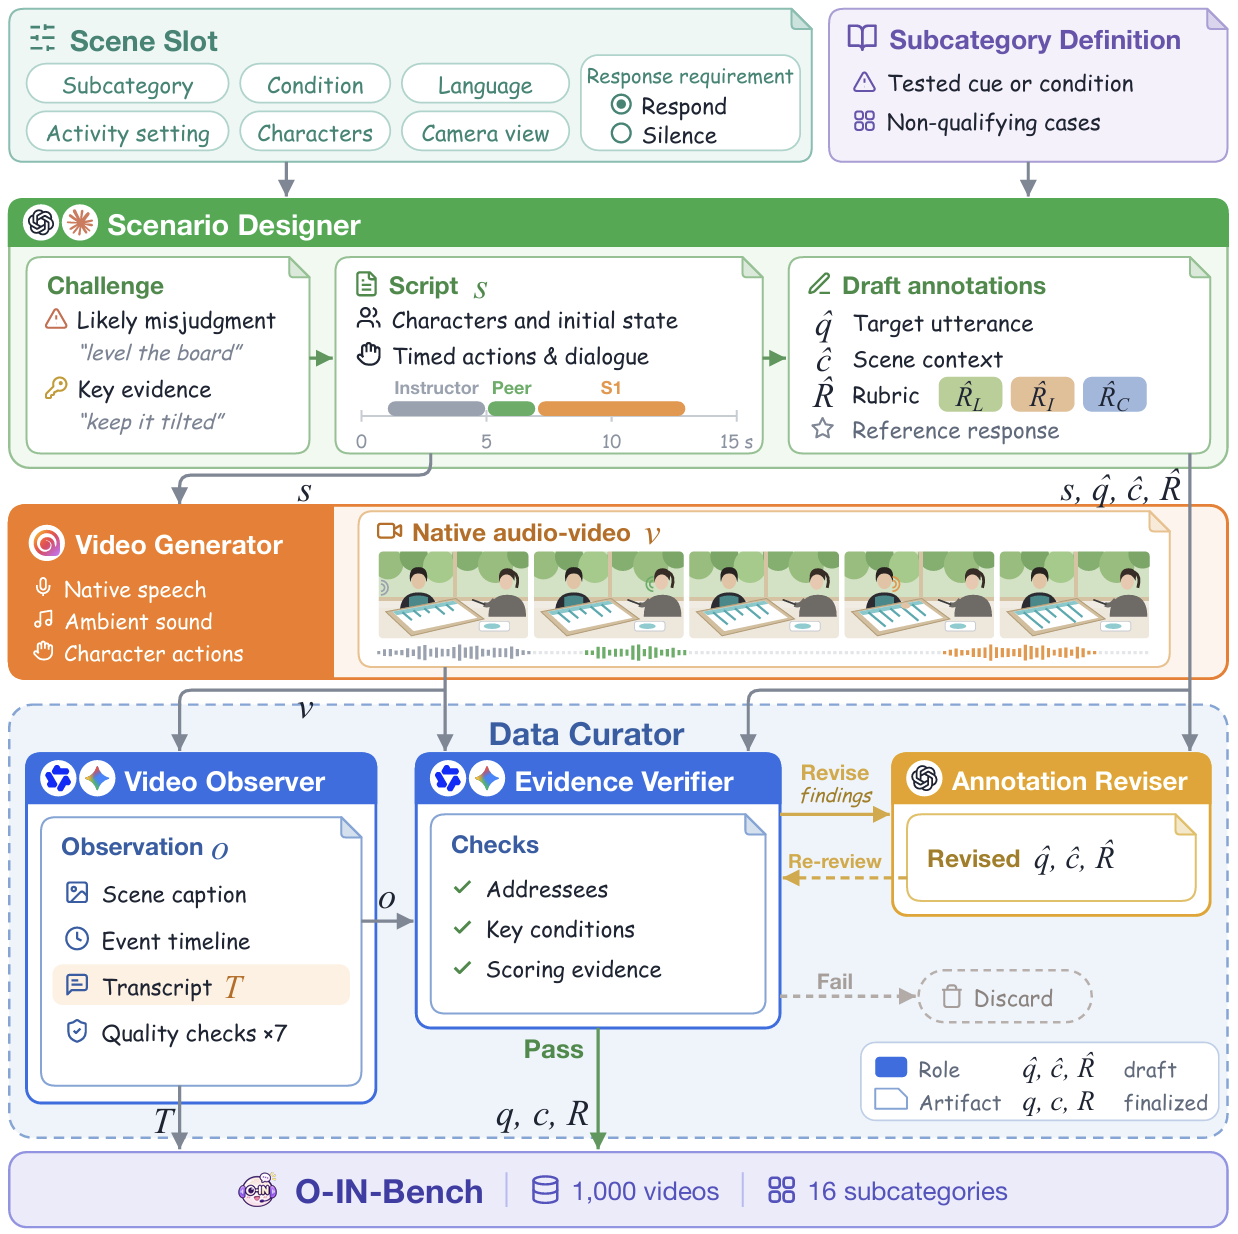 Scene Slot
Subcategory
Condition
Language
Activity setting
Characters
Camera view
Response requirement
Respond
Silence
Subcategory Definition
Tested cue or condition
Non-qualifying cases
Scenario Designer
Challenge
Likely misjudgment
“level the board”
Key evidence
“keep it tilted”
Script s
Characters and initial state
Timed actions & dialogue
Instructor Peer S1
0 5 10 15 s
Draft annotations
q̂ Target utterance
ĉ Scene context
R̂ Rubric R̂_L R̂_I R̂_C
Reference response
s
s, q̂, ĉ, R̂
Video Generator
Native speech
Ambient sound
Character actions
Native audio-video v
v
Data Curator
Video Observer
Observation o
Scene caption
Event timeline
Transcript T
Quality checks ×7
o
Evidence Verifier
Checks
Addressees
Key conditions
Scoring evidence
Revise
findings
Re-review
Annotation Reviser
Revised q̂, ĉ, R̂
Fail
Discard
Pass
T
q, c, R
Role q̂, ĉ, R̂ draft
Artifact q, c, R finalized
O-IN
O-IN-Bench
1,000 videos
16 subcategories